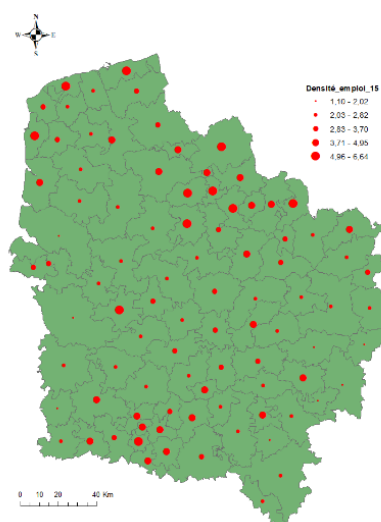 N
W E
S
Densité_emploi_15
1,10 - 2,02
2,03 - 2,82
2,83 - 3,70
3,71 - 4,95
4,96 - 6,64
0 10 20 40 Km